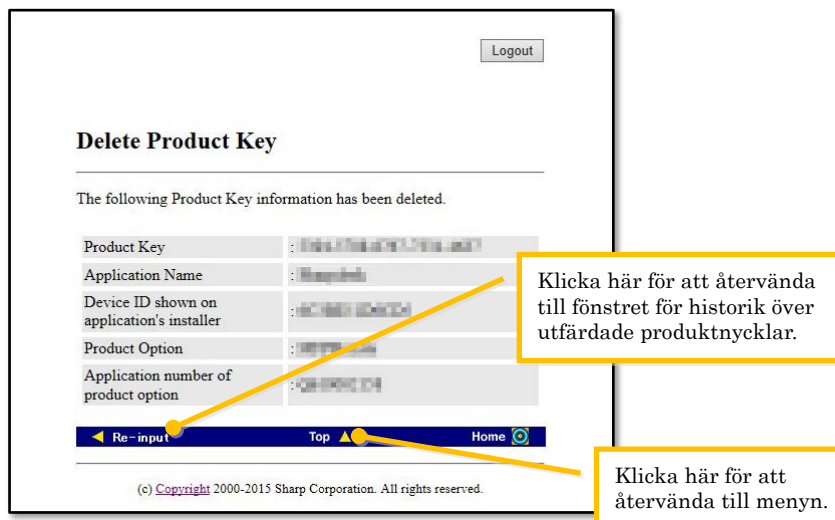 Logout
Delete Product Key
The following Product Key information has been deleted.
Product Key :
Application Name :
Device ID shown on
application's installer :
Product Option :
Application number of
product option :
Klicka här för att återvända
till fönstret för historik över
utfärdade produktnycklar.
Re-input Top Home
Klicka här för att
återvända till menyn.
(c) Copyright 2000-2015 Sharp Corporation. All rights reserved.